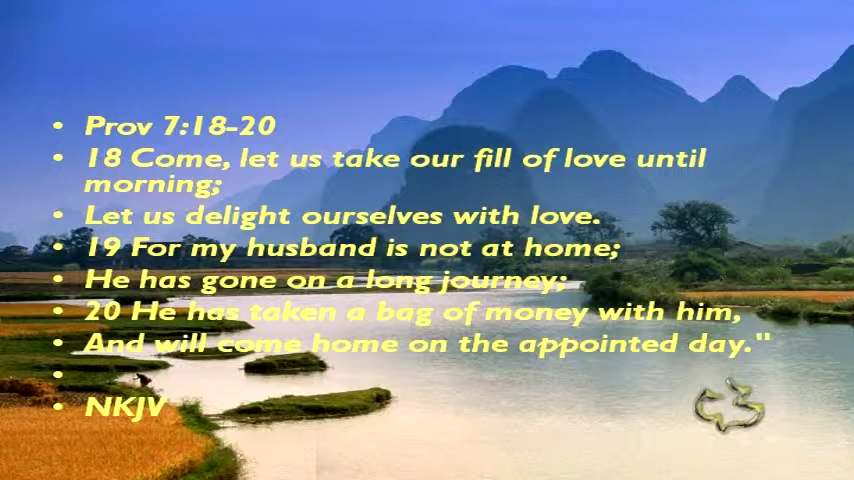 • Prov 7:18-20
• 18 Come, let us take our fill of love until
morning;
• Let us delight ourselves with love.
• 19 For my husband is not at home;
• He has gone on a long journey;
• 20 He has taken a bag of money with him,
• And will come home on the appointed day."
•
• NKJV